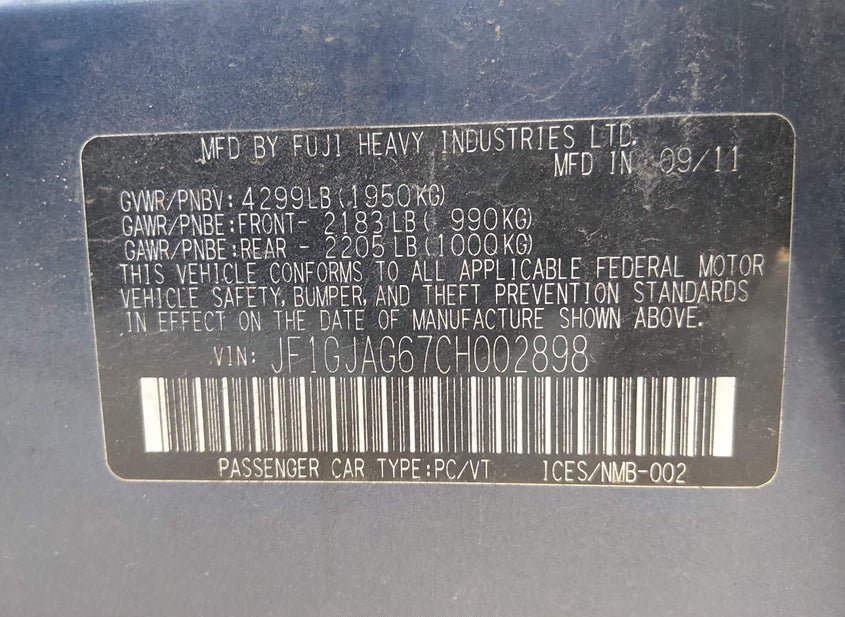 MFD BY FUJI HEAVY INDUSTRIES LTD.
MFD IN 09/11
GVWR/PNBV: 4299LB(1950KG)
GAWR/PNBE:FRONT- 2183LB( 990KG)
GAWR/PNBE:REAR - 2205LB(1000KG)
THIS VEHICLE CONFORMS TO ALL APPLICABLE FEDERAL MOTOR
VEHICLE SAFETY, BUMPER, AND THEFT PREVENTION STANDARDS
IN EFFECT ON THE DATE OF MANUFACTURE SHOWN ABOVE.
VIN: JF1GJAG67CH002898
PASSENGER CAR TYPE:PC/VT ICES/NMB-002